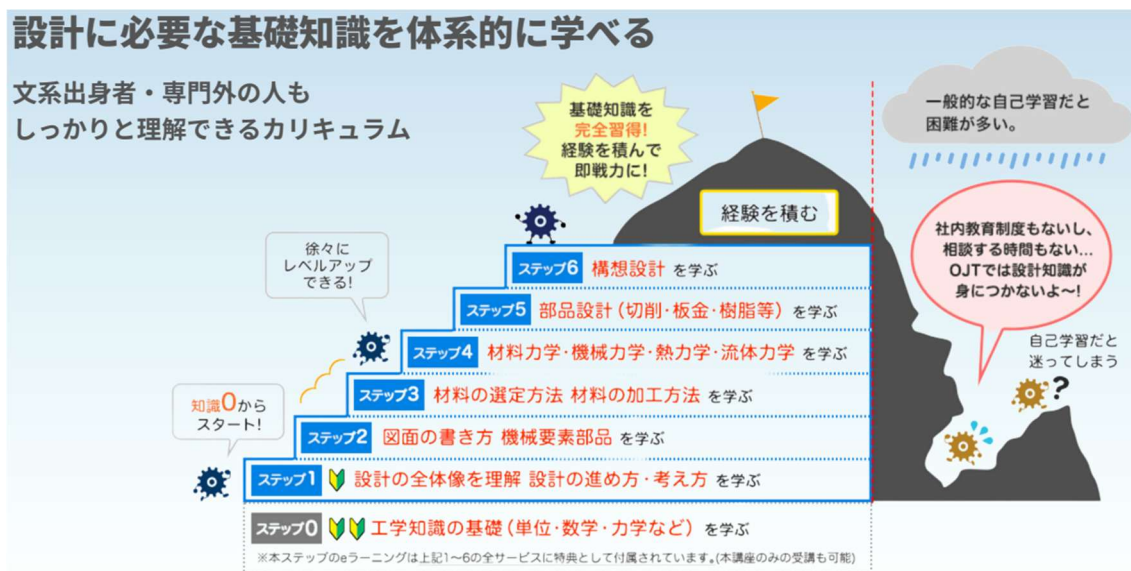 設計に必要な基礎知識を体系的に学べる
文系出身者・専門外の人も
しっかりと理解できるカリキュラム
基礎知識を
完全習得!
経験を積んで
即戦力に!
一般的な自己学習だと
困難が多い。
経験を積む
社内教育制度もないし、
相談する時間もない...
OJTでは設計知識が
身につかないよ〜!
徐々に
レベルアップ
できる!
自己学習だと
迷ってしまう
?
知識0から
スタート!
ステップ6 構想設計 を学ぶ
ステップ5 部品設計(切削・板金・樹脂等) を学ぶ
ステップ4 材料力学・機械力学・熱力学・流体力学 を学ぶ
ステップ3 材料の選定方法 材料の加工方法 を学ぶ
ステップ2 図面の書き方 機械要素部品 を学ぶ
ステップ1 設計の全体像を理解 設計の進め方・考え方 を学ぶ
ステップ0 工学知識の基礎(単位・数学・力学など) を学ぶ
※本ステップのeラーニングは上記1〜6の全サービスに特典として付属されています。(本講座のみの受講も可能)